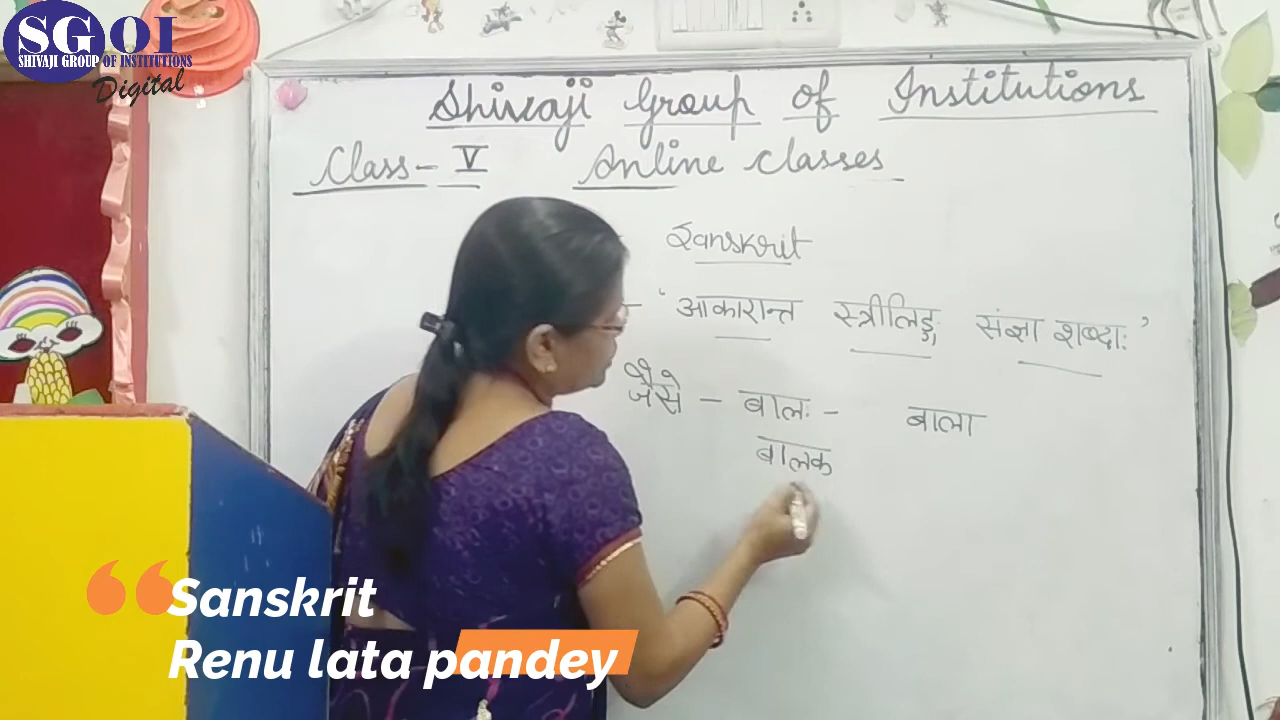 SGOI
SHIVAJI GROUP OF INSTITUTIONS
Digital
Shivaji Group of Institutions
Class - V Online classes
Sanskrit
- ' आकारान्त स्त्रीलिङ्ग संज्ञा शब्दाः '
जैसे - बालः - बाला
बालक
Sanskrit
Renu lata pandey